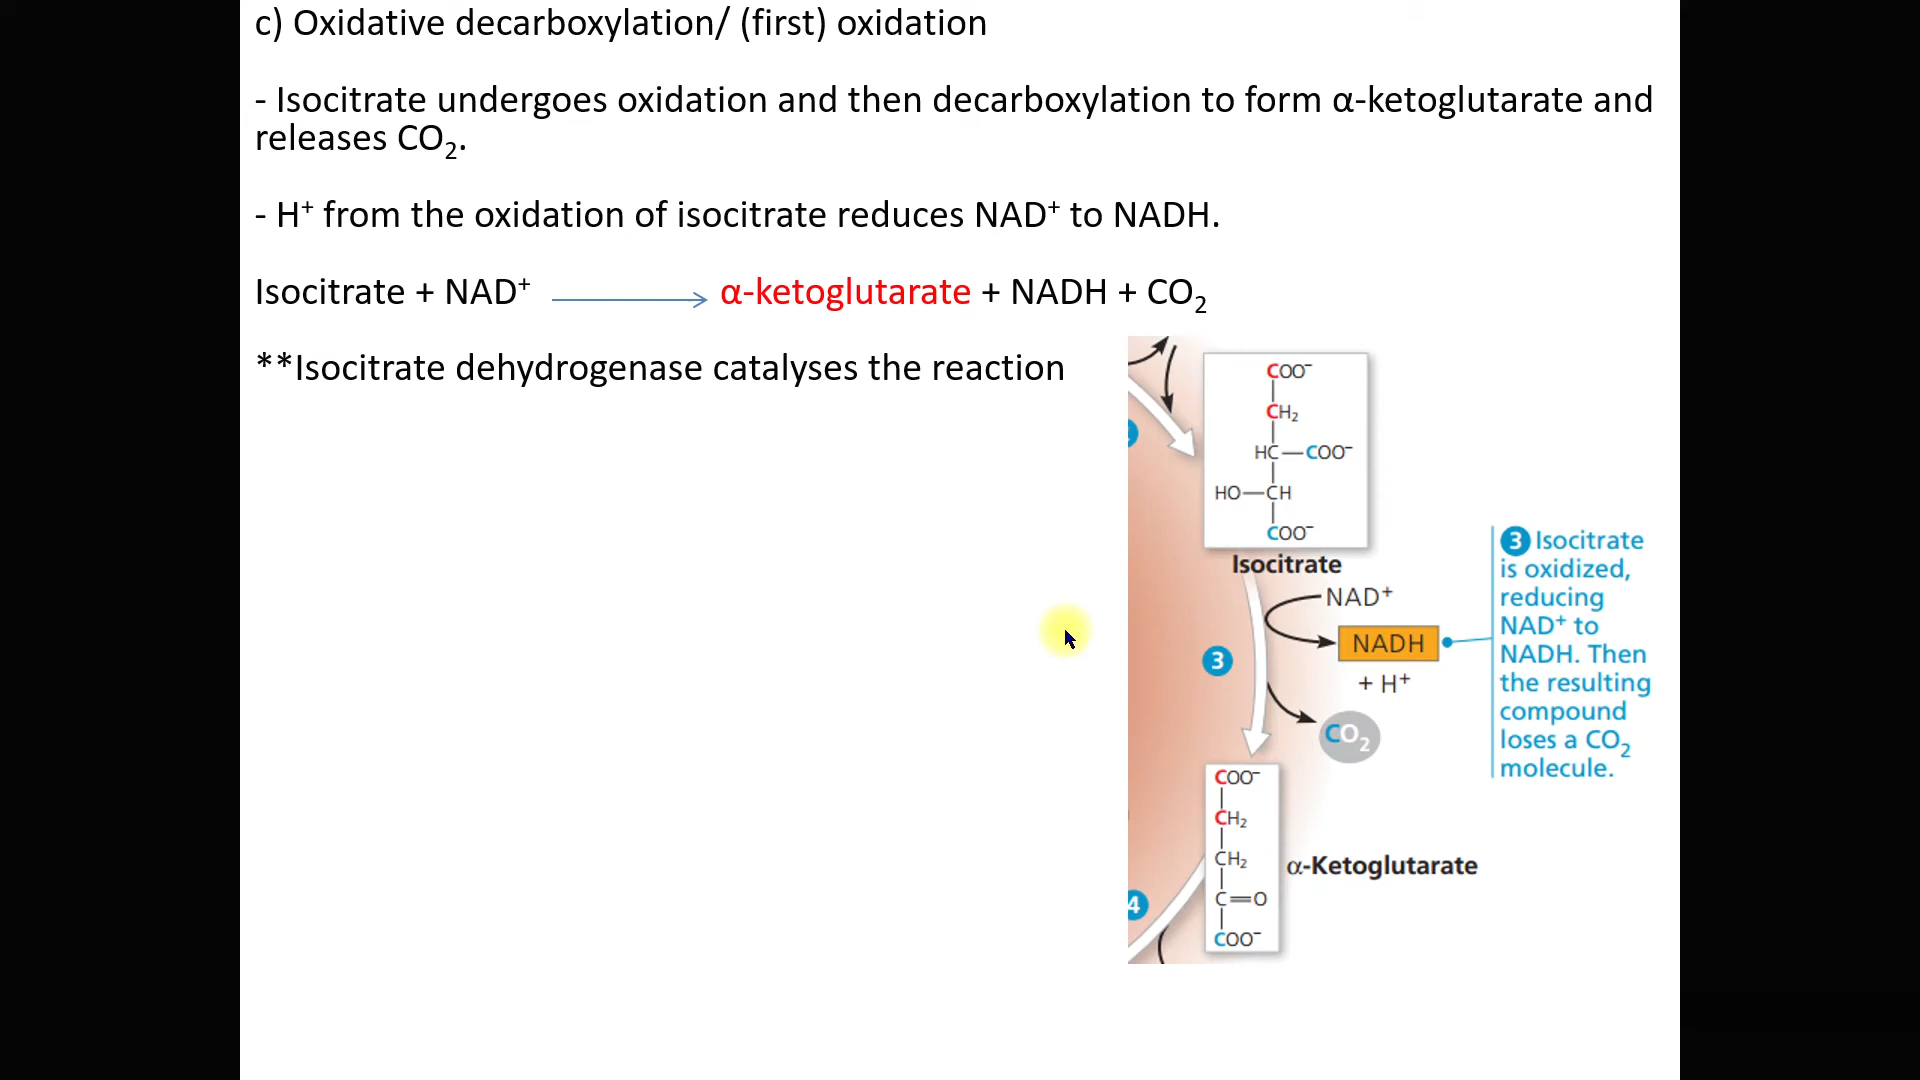 c) Oxidative decarboxylation/ (first) oxidation
- Isocitrate undergoes oxidation and then decarboxylation to form α-ketoglutarate and
releases CO₂.
- H⁺ from the oxidation of isocitrate reduces NAD⁺ to NADH.
Isocitrate + NAD⁺ → α-ketoglutarate + NADH + CO₂
**Isocitrate dehydrogenase catalyses the reaction
COO⁻
CH₂
HC—COO⁻
HO—CH
COO⁻
Isocitrate
NAD⁺
NADH
+ H⁺
3
CO₂
3 Isocitrate
is oxidized,
reducing
NAD⁺ to
NADH. Then
the resulting
compound
loses a CO₂
molecule.
COO⁻
CH₂
CH₂
C=O
COO⁻
α-Ketoglutarate
4